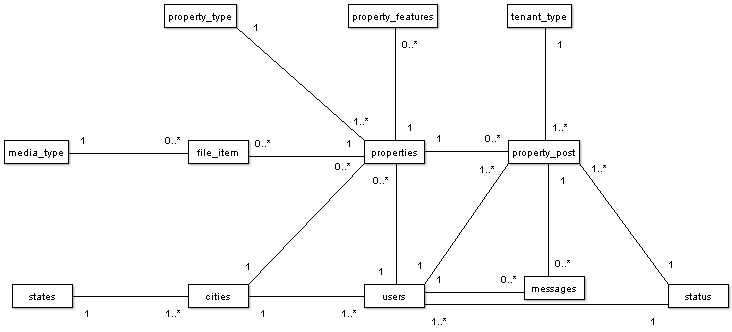 property_type property_features tenant_type
1 0..* 1
1..* 1 1..*
1 0..* 0..* 1 1 0..*
media_type file_item properties property_post
0..* 0..* 1..* 1 1..*
1 1 1 1 0..* 1
states cities users messages status
1 1..* 1 1..* 1..* 1